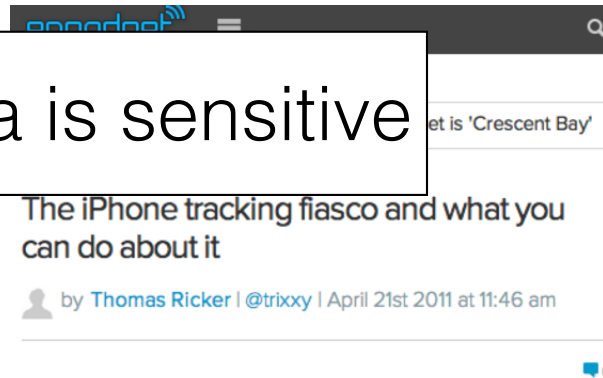 engadget
a is sensitive
et is 'Crescent Bay'
The iPhone tracking fiasco and what you
can do about it
by Thomas Ricker | @trixxy | April 21st 2011 at 11:46 am